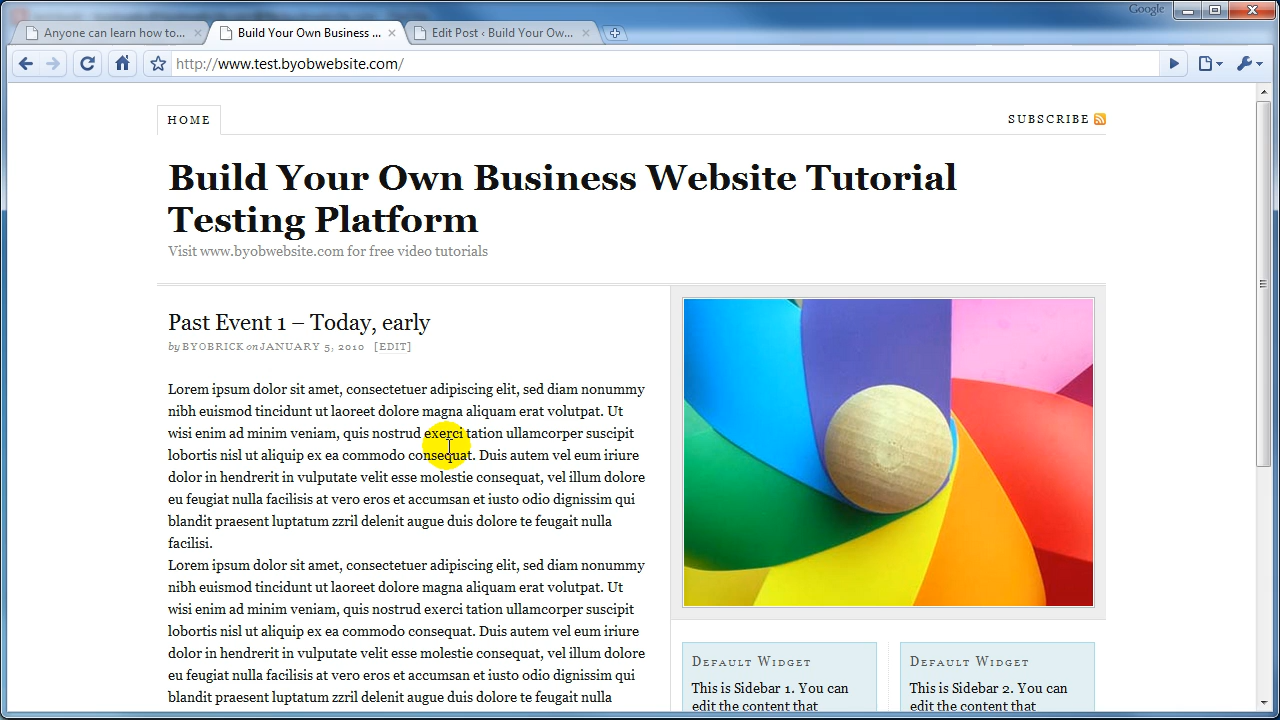 Google
Anyone can learn how to...
Build Your Own Business ...
Edit Post ‹ Build Your Ow...
http://www.test.byobwebsite.com/
HOME
SUBSCRIBE
Build Your Own Business Website Tutorial
Testing Platform
Visit www.byobwebsite.com for free video tutorials
Past Event 1 – Today, early
by BYOBRICK on JANUARY 5, 2010 [EDIT]
Lorem ipsum dolor sit amet, consectetuer adipiscing elit, sed diam nonummy
nibh euismod tincidunt ut laoreet dolore magna aliquam erat volutpat. Ut
wisi enim ad minim veniam, quis nostrud exerci tation ullamcorper suscipit
lobortis nisl ut aliquip ex ea commodo consequat. Duis autem vel eum iriure
dolor in hendrerit in vulputate velit esse molestie consequat, vel illum dolore
eu feugiat nulla facilisis at vero eros et accumsan et iusto odio dignissim qui
blandit praesent luptatum zzril delenit augue duis dolore te feugait nulla
facilisi.
Lorem ipsum dolor sit amet, consectetuer adipiscing elit, sed diam nonummy
nibh euismod tincidunt ut laoreet dolore magna aliquam erat volutpat. Ut
wisi enim ad minim veniam, quis nostrud exerci tation ullamcorper suscipit
lobortis nisl ut aliquip ex ea commodo consequat. Duis autem vel eum iriure
dolor in hendrerit in vulputate velit esse molestie consequat, vel illum dolore
eu feugiat nulla facilisis at vero eros et accumsan et iusto odio dignissim qui
blandit praesent luptatum zzril delenit augue duis dolore te feugait nulla
Default Widget
This is Sidebar 1. You can
edit the content that
Default Widget
This is Sidebar 2. You can
edit the content that